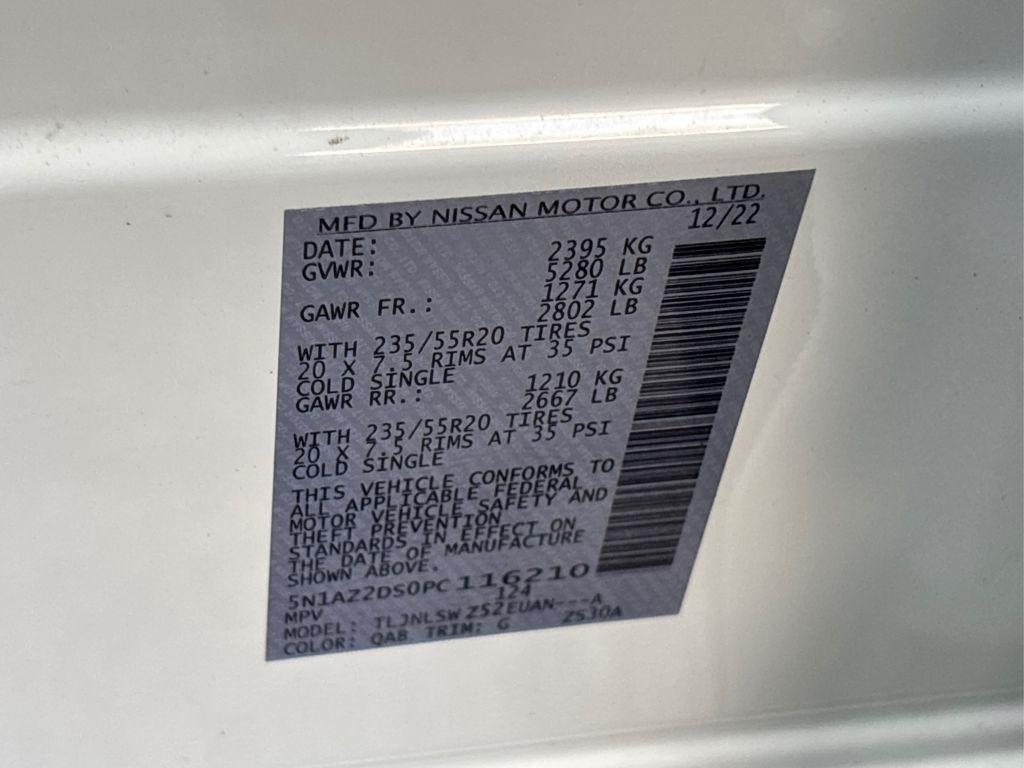 MFD BY NISSAN MOTOR CO., LTD.
DATE: 12/22
GVWR: 2395 KG
5280 LB
GAWR FR.: 1271 KG
2802 LB
WITH 235/55R20 TIRES
20 X 7.5 RIMS AT 35 PSI
COLD SINGLE
GAWR RR.: 1210 KG
2667 LB
WITH 235/55R20 TIRES
20 X 7.5 RIMS AT 35 PSI
COLD SINGLE
THIS VEHICLE CONFORMS TO
ALL APPLICABLE FEDERAL
MOTOR VEHICLE SAFETY AND
THEFT PREVENTION
STANDARDS IN EFFECT ON
THE DATE OF MANUFACTURE
SHOWN ABOVE.
5N1AZ2DS0PC116210
MPV 124
MODEL: TLJNLSWZ52EUAN---A
COLOR: QAB TRIM: G ZS30A